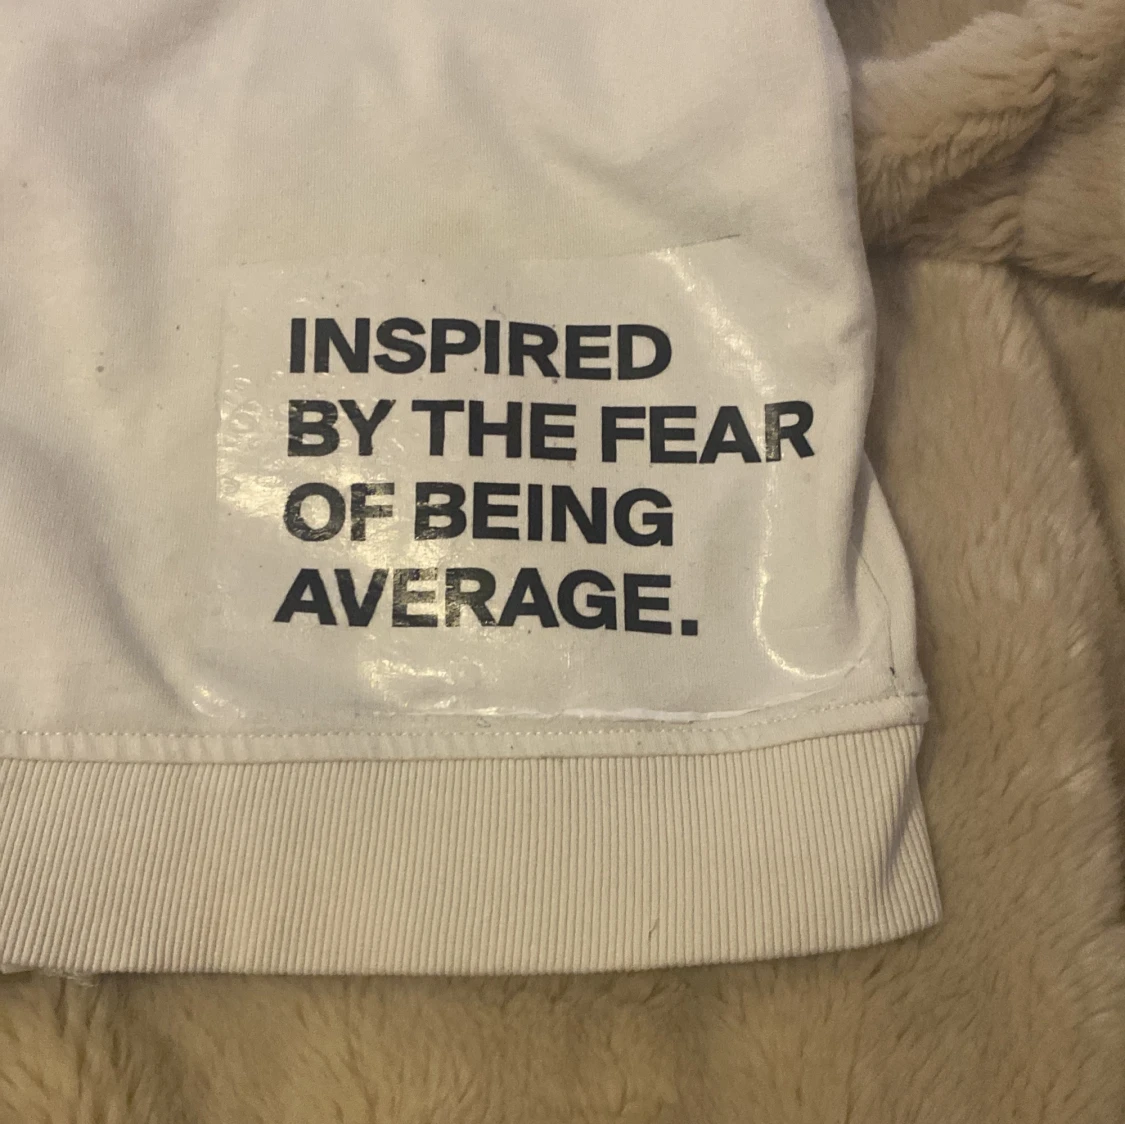 INSPIRED
BY THE FEAR
OF BEING
AVERAGE.